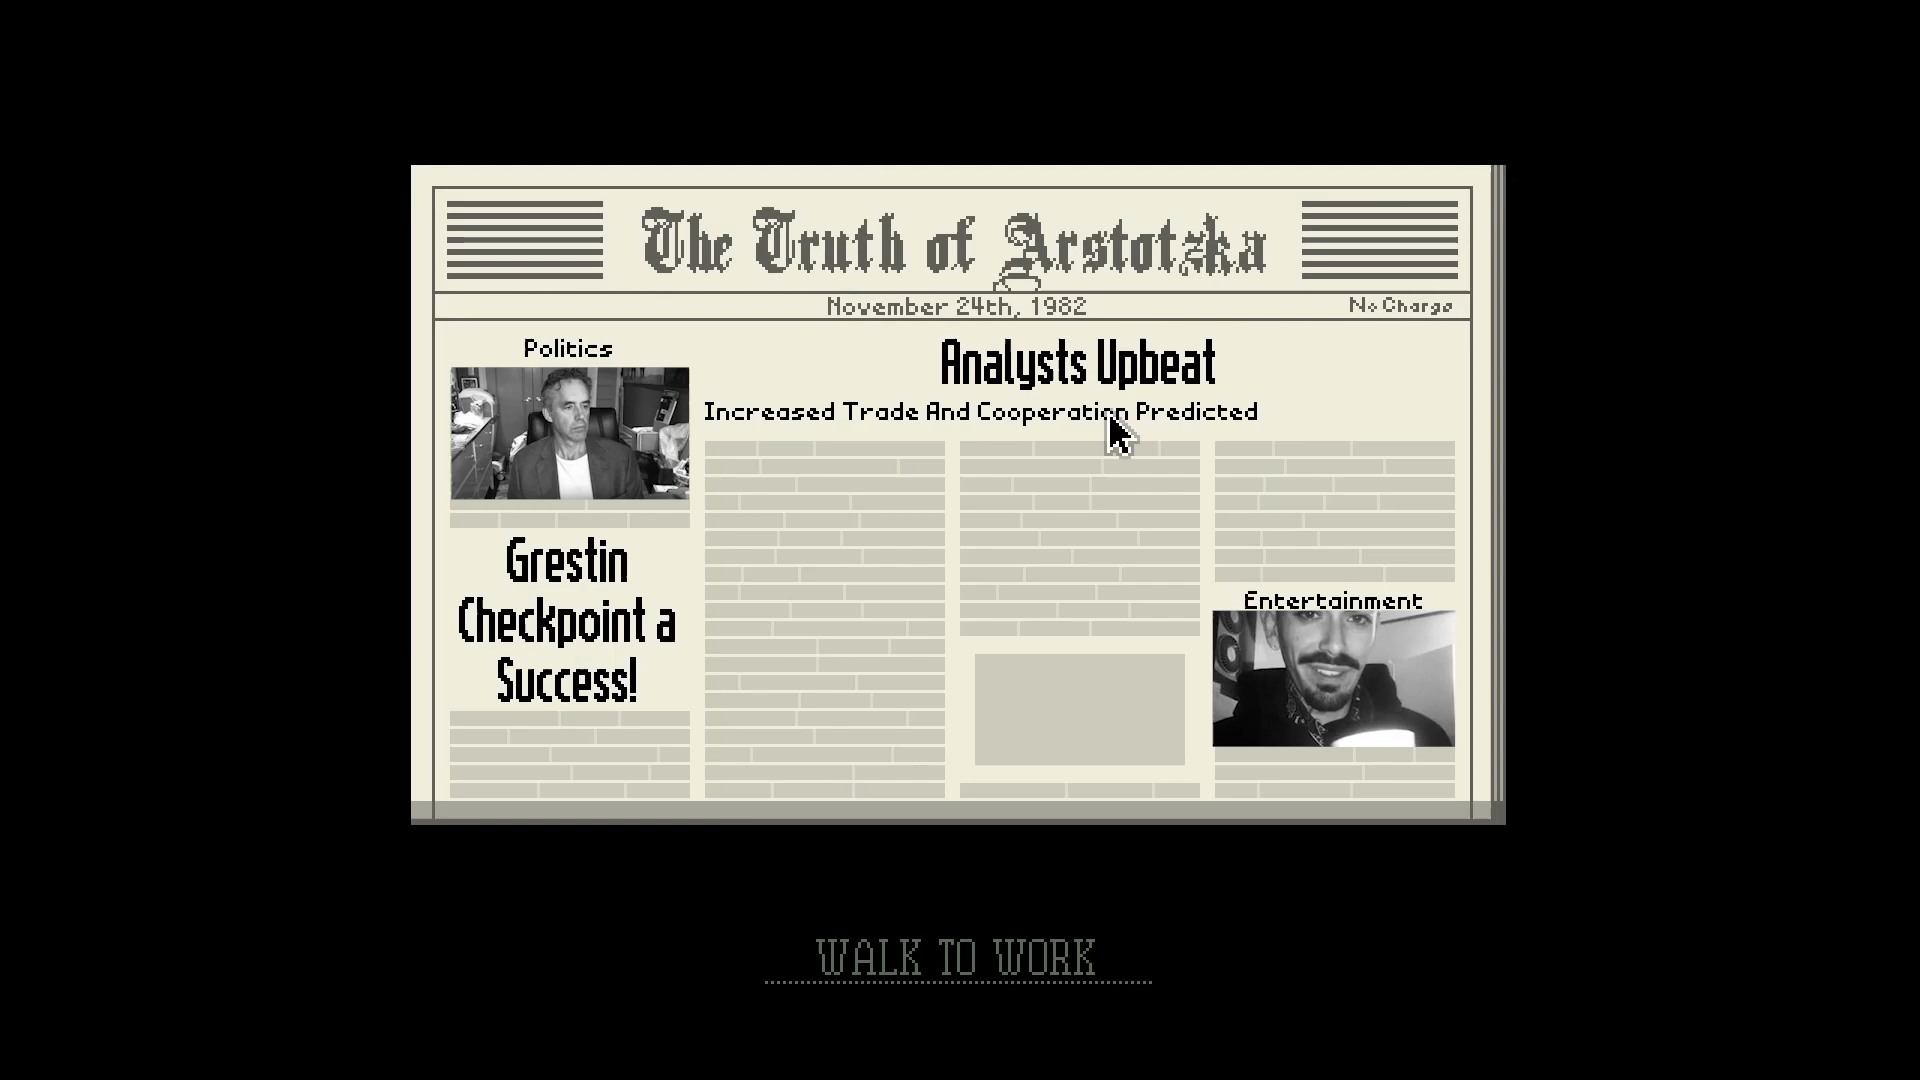 The Truth of Arstotzka
November 24th, 1982
No Charge
Politics
Grestin
Checkpoint a
Success!
Analysts Upbeat
Increased Trade And Cooperation Predicted
Entertainment
WALK TO WORK